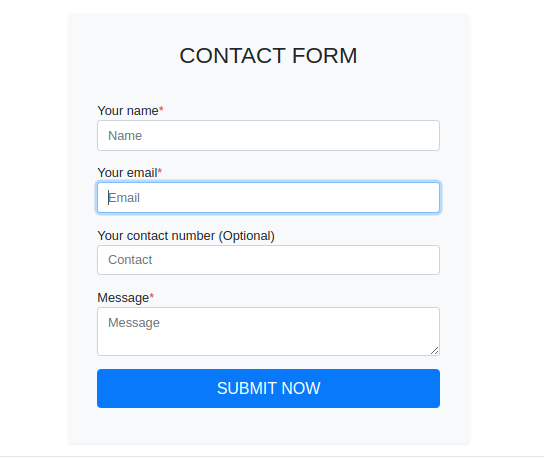 CONTACT FORM
Your name*
Name
Your email*
Email
Your contact number (Optional)
Contact
Message*
Message
SUBMIT NOW